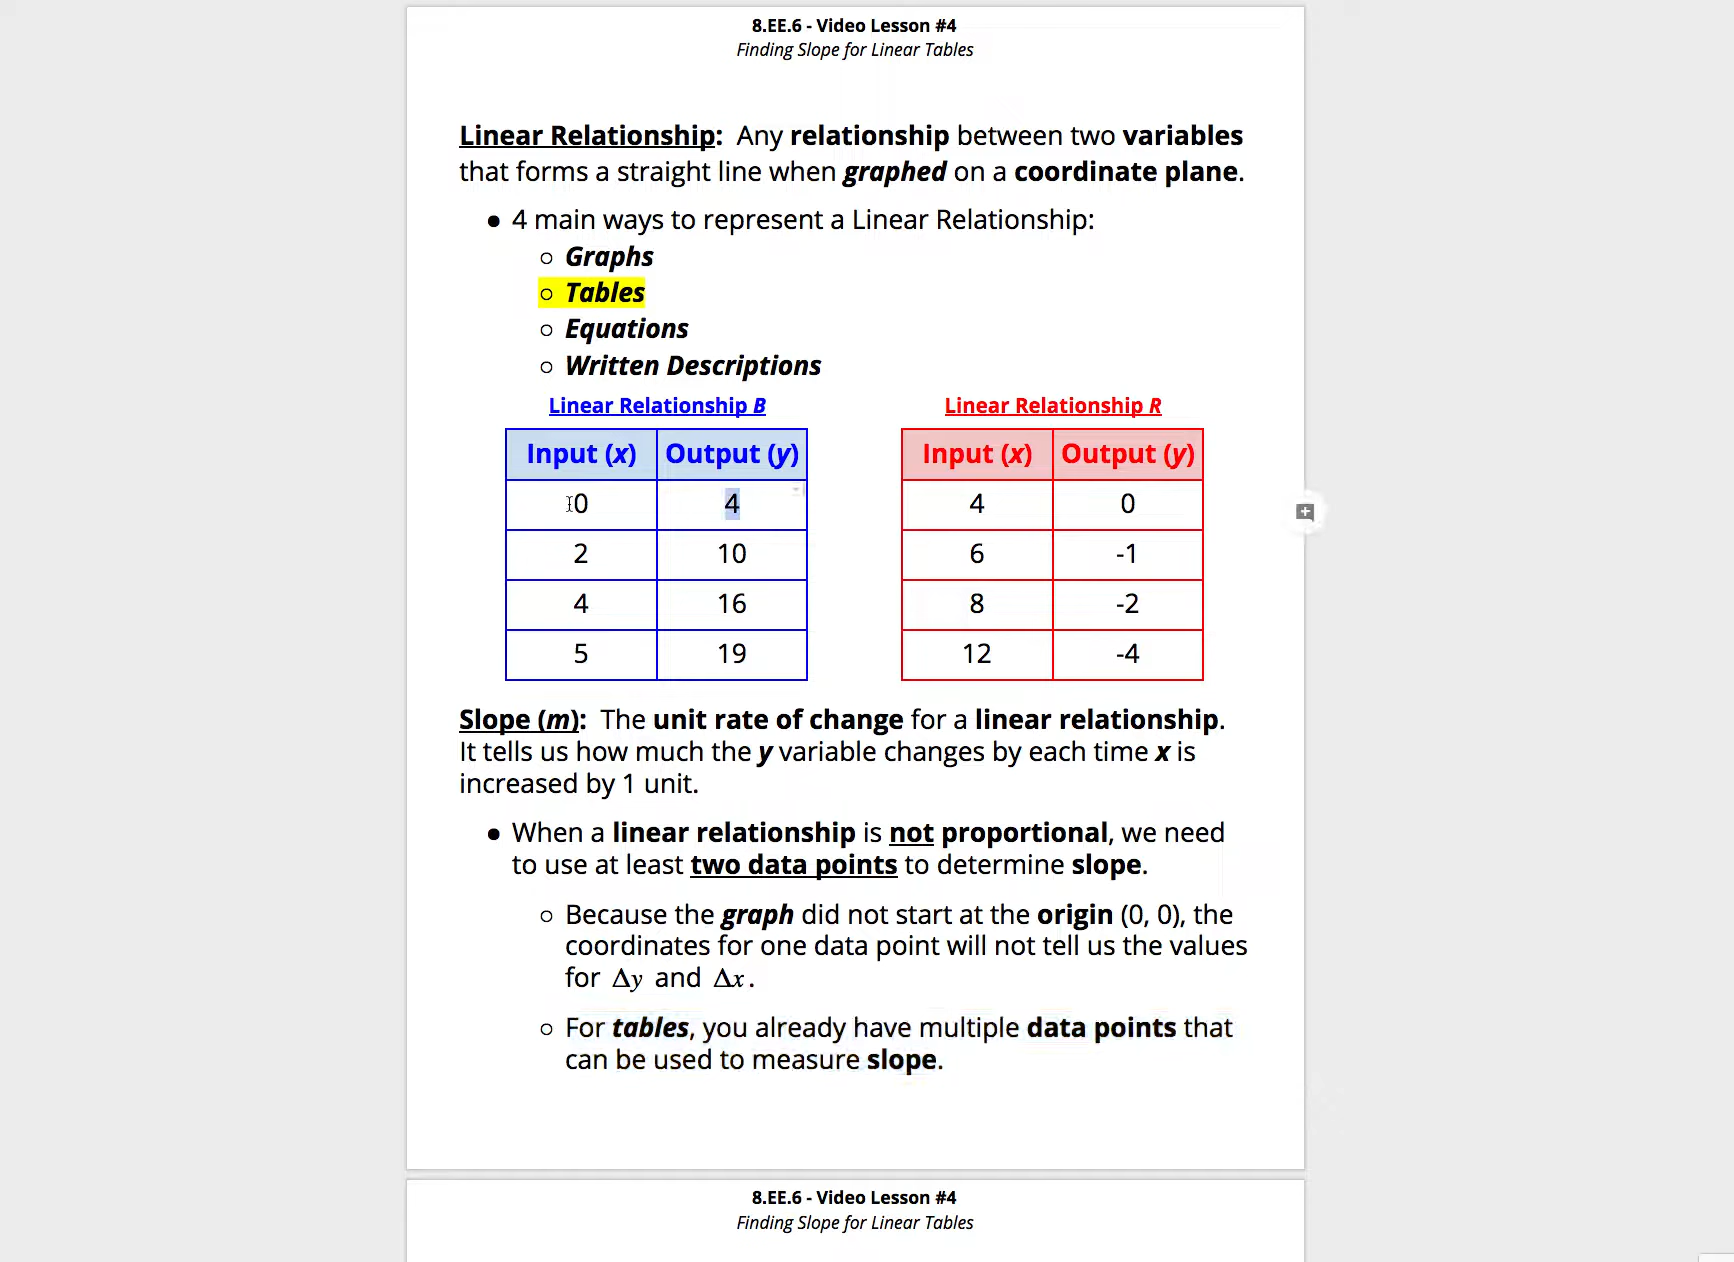 8.EE.6 - Video Lesson #4
Finding Slope for Linear Tables
Linear Relationship: Any relationship between two variables
that forms a straight line when graphed on a coordinate plane.
● 4 main ways to represent a Linear Relationship:
○ Graphs
○ Tables
○ Equations
○ Written Descriptions
Linear Relationship B
Input (x) Output (y)
0 4
2 10
4 16
5 19
Linear Relationship R
Input (x) Output (y)
4 0
6 -1
8 -2
12 -4
Slope (m): The unit rate of change for a linear relationship.
It tells us how much the y variable changes by each time x is
increased by 1 unit.
● When a linear relationship is not proportional, we need
to use at least two data points to determine slope.
○ Because the graph did not start at the origin (0, 0), the
coordinates for one data point will not tell us the values
for Δy and Δx.
○ For tables, you already have multiple data points that
can be used to measure slope.
8.EE.6 - Video Lesson #4
Finding Slope for Linear Tables